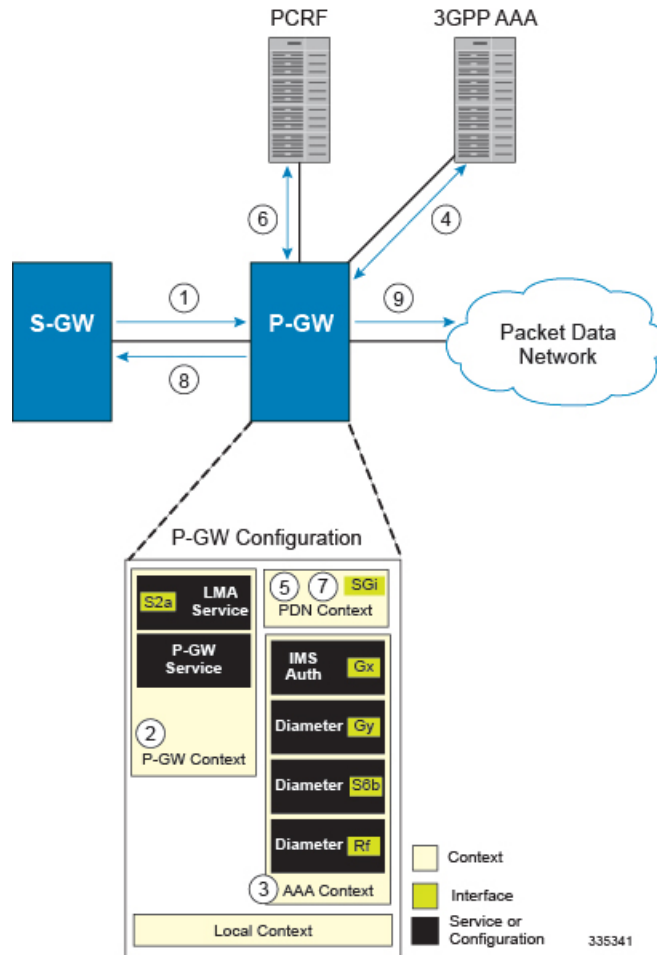 PCRF
3GPP AAA
6
4
S-GW
1
P-GW
9
Packet Data
Network
8
P-GW Configuration
S2a
LMA
Service
P-GW
Service
2
P-GW Context
5
7
SGi
PDN Context
IMS
Auth
Gx
Diameter
Gy
Diameter
S6b
Diameter
Rf
3
AAA Context
Local Context
Context
Interface
Service or
Configuration
335341